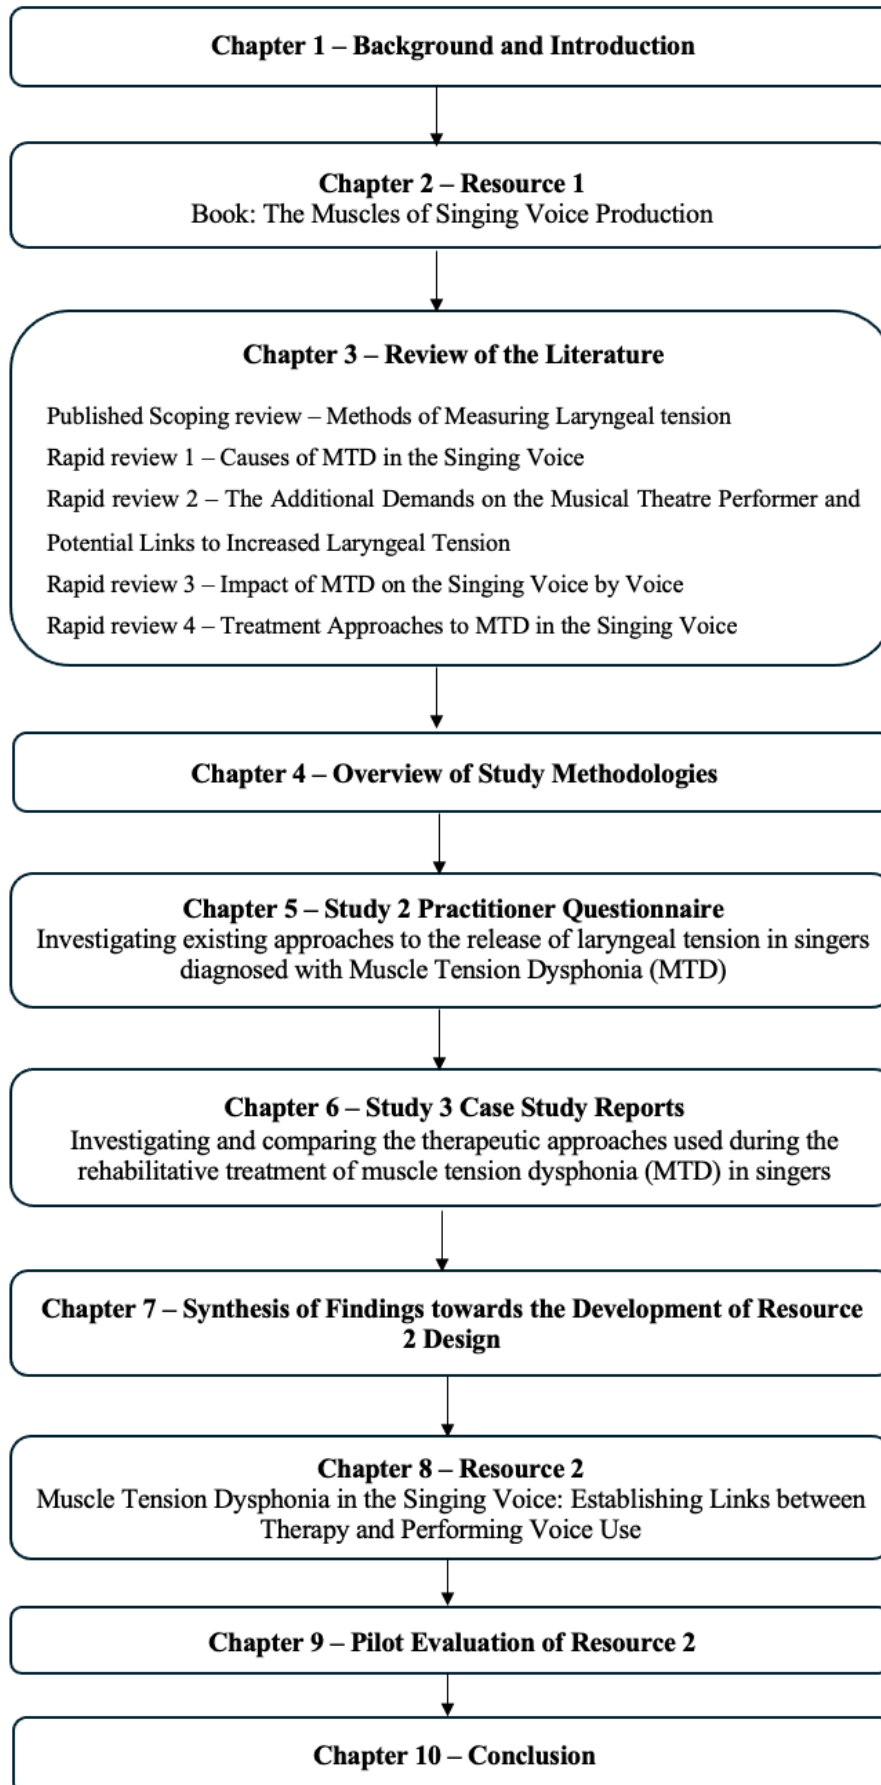 Chapter 1 – Background and Introduction
Chapter 2 – Resource 1
Book: The Muscles of Singing Voice Production
Chapter 3 – Review of the Literature
Published Scoping review – Methods of Measuring Laryngeal tension
Rapid review 1 – Causes of MTD in the Singing Voice
Rapid review 2 – The Additional Demands on the Musical Theatre Performer and
Potential Links to Increased Laryngeal Tension
Rapid review 3 – Impact of MTD on the Singing Voice by Voice
Rapid review 4 – Treatment Approaches to MTD in the Singing Voice
Chapter 4 – Overview of Study Methodologies
Chapter 5 – Study 2 Practitioner Questionnaire
Investigating existing approaches to the release of laryngeal tension in singers
diagnosed with Muscle Tension Dysphonia (MTD)
Chapter 6 – Study 3 Case Study Reports
Investigating and comparing the therapeutic approaches used during the
rehabilitative treatment of muscle tension dysphonia (MTD) in singers
Chapter 7 – Synthesis of Findings towards the Development of Resource
2 Design
Chapter 8 – Resource 2
Muscle Tension Dysphonia in the Singing Voice: Establishing Links between
Therapy and Performing Voice Use
Chapter 9 – Pilot Evaluation of Resource 2
Chapter 10 – Conclusion